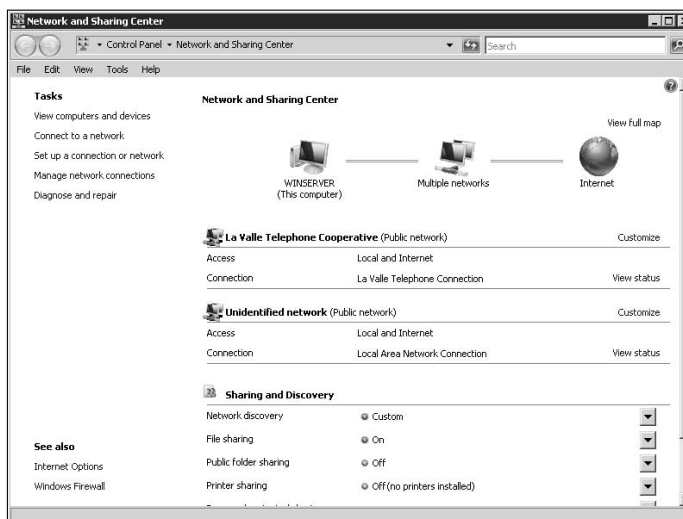 Network and Sharing Center
Control Panel Network and Sharing Center
Search
File Edit View Tools Help
Tasks
View computers and devices
Connect to a network
Set up a connection or network
Manage network connections
Diagnose and repair
See also
Internet Options
Windows Firewall
Network and Sharing Center
View full map
WINSERVER
(This computer)
Multiple networks
Internet
La Valle Telephone Cooperative (Public network) Customize
Access Local and Internet
Connection La Valle Telephone Connection View status
Unidentified network (Public network) Customize
Access Local and Internet
Connection Local Area Network Connection View status
Sharing and Discovery
Network discovery Custom
File sharing On
Public folder sharing Off
Printer sharing Off (no printers installed)